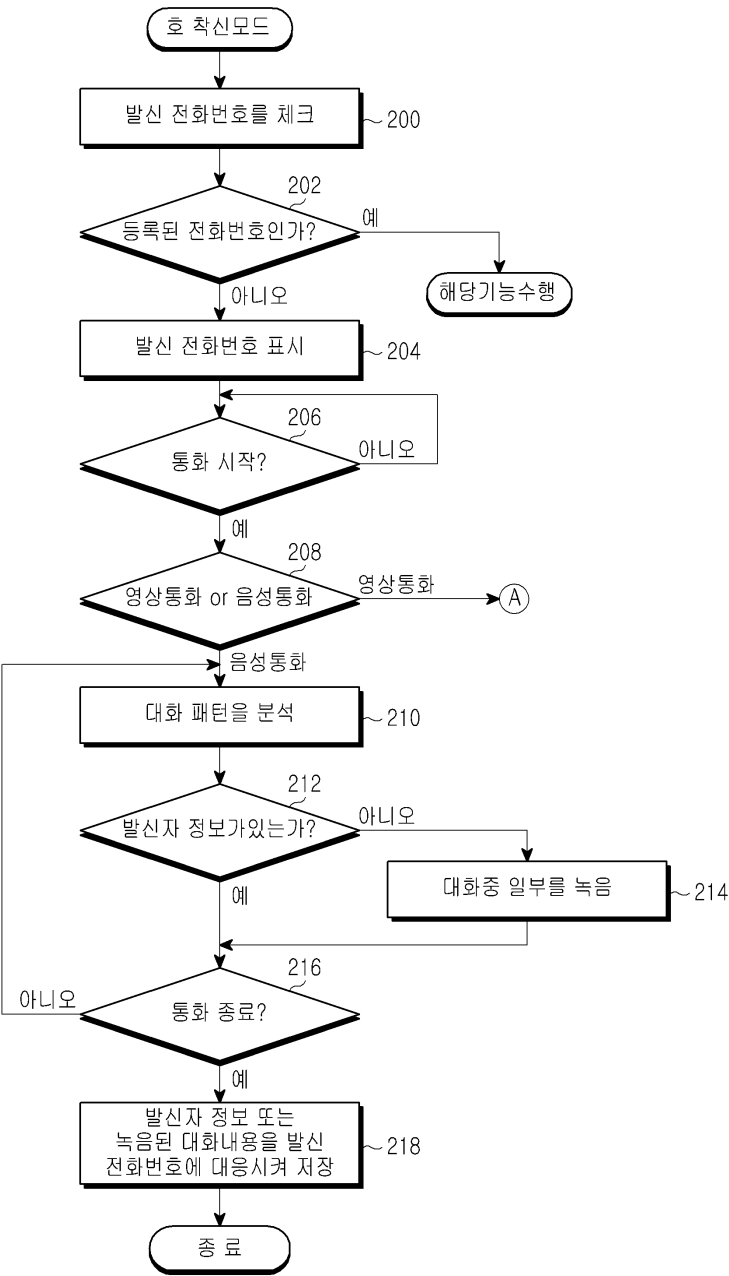 호 착신모드
발신 전화번호를 체크
200
202
등록된 전화번호인가?
예
해당기능수행
아니오
발신 전화번호 표시
204
206
통화 시작?
아니오
예
208
영상통화 or 음성통화
영상통화
A
음성통화
대화 패턴을 분석
210
212
발신자 정보가있는가?
아니오
대화중 일부를 녹음
214
예
216
통화 종료?
아니오
예
발신자 정보 또는
녹음된 대화내용을 발신
전화번호에 대응시켜 저장
218
종 료